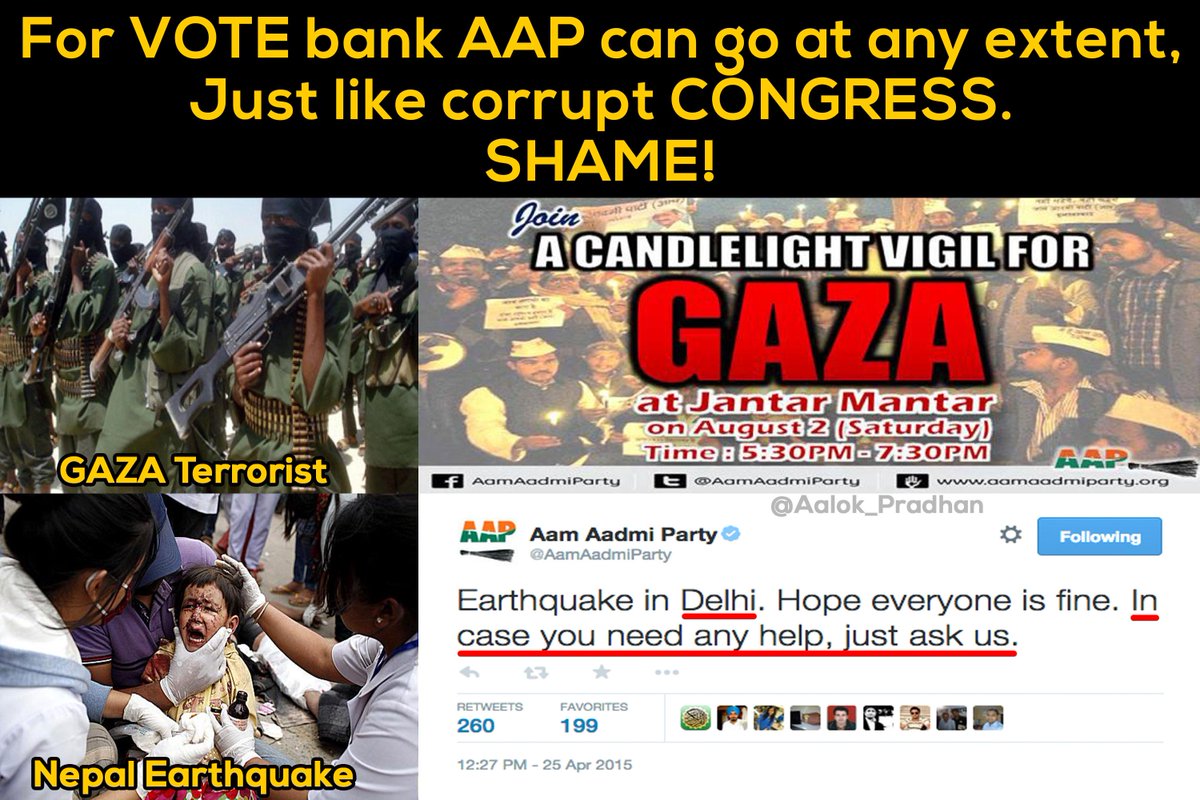 For VOTE bank AAP can go at any extent,
Just like corrupt CONGRESS.
SHAME!
GAZA Terrorist
Join
A CANDLELIGHT VIGIL FOR
GAZA
at Jantar Mantar
on August 2 (Saturday)
Time : 5:30PM - 7:30PM
AAP
AamAadmiParty
@AamAadmiParty
www.aamaadmiparty.org
@Aalok_Pradhan
Nepal Earthquake
AAP
Aam Aadmi Party
@AamAadmiParty
Following
Earthquake in Delhi. Hope everyone is fine. In
case you need any help, just ask us.
RETWEETS
260
FAVORITES
199
12:27 PM - 25 Apr 2015